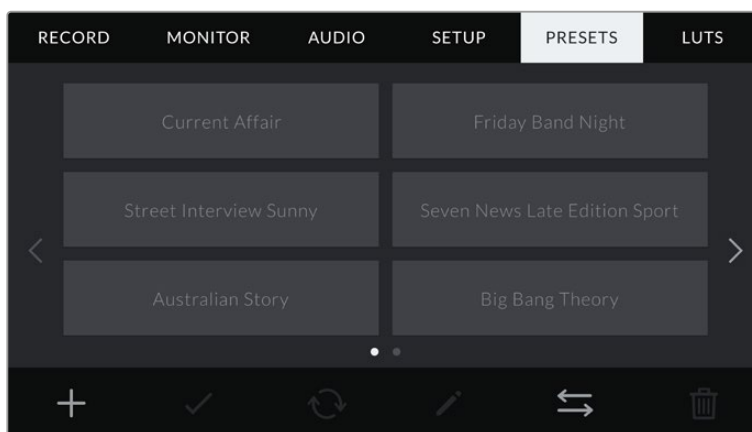 RECORD MONITOR AUDIO SETUP PRESETS LUTS
Current Affair Friday Band Night
Street Interview Sunny Seven News Late Edition Sport
Australian Story Big Bang Theory